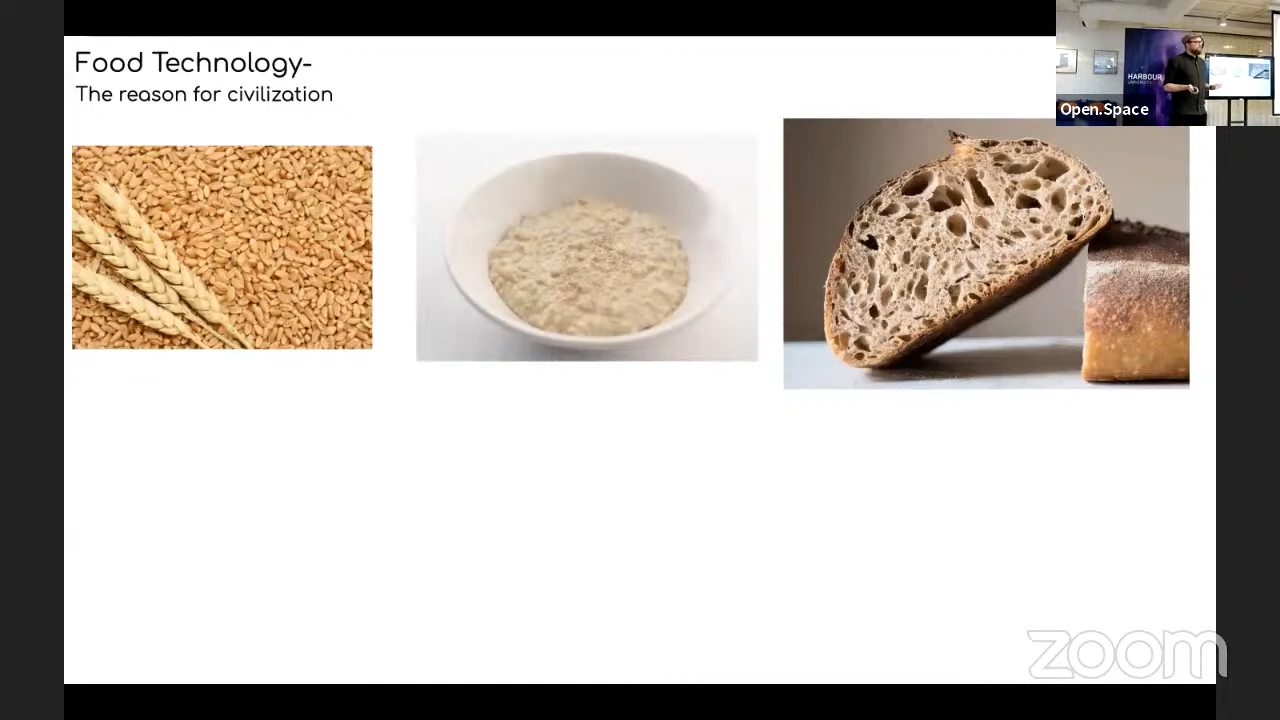 Food Technology-
The reason for civilization
HARBOUR
Open.Space
zoom